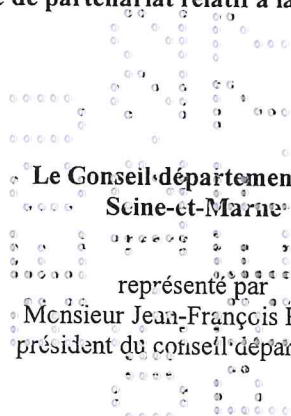 de partenariat relatif à la
Le Conseil départemen
Seine-et-Marne
représenté par
Monsieur Jean-François
président du conseil dépar